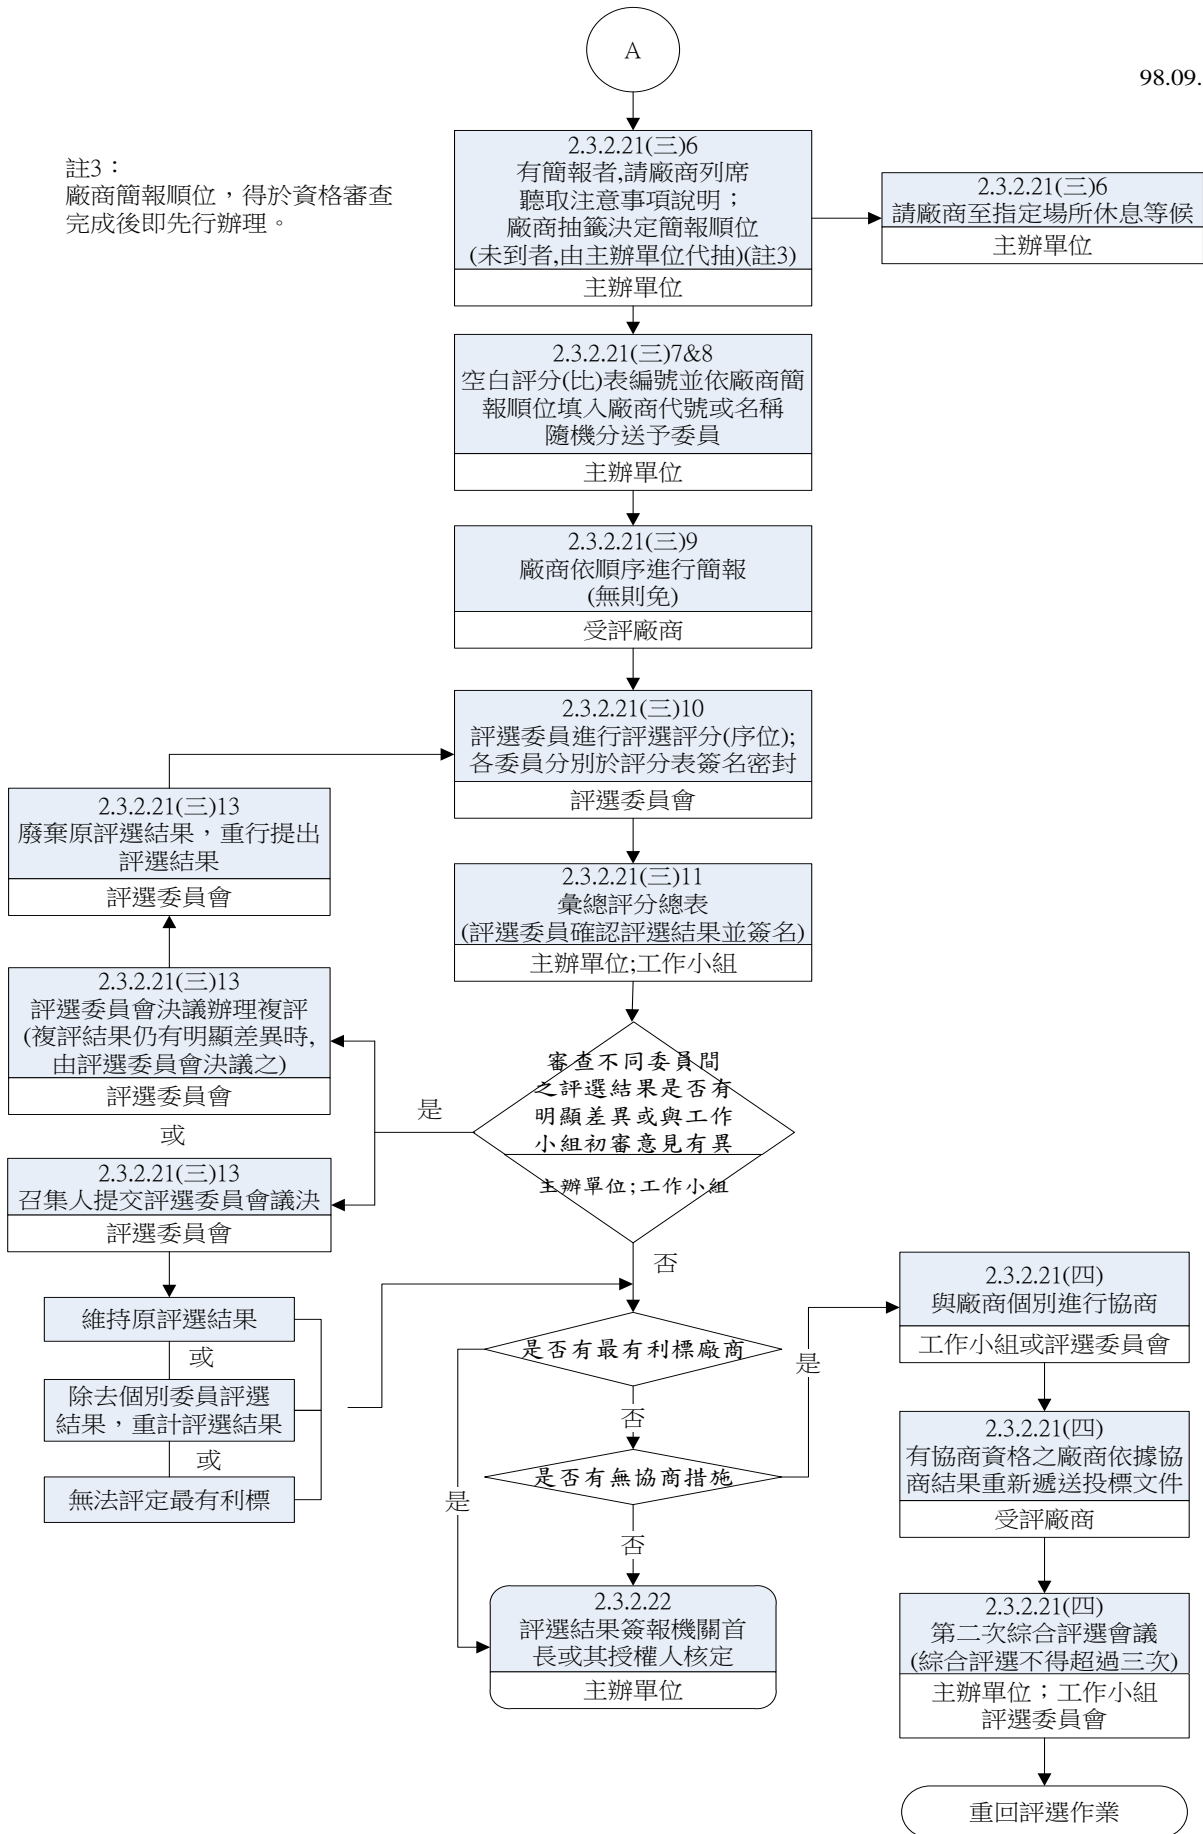 A
98.09.
註3：
廠商簡報順位，得於資格審查
完成後即先行辦理。
2.3.2.21(三)6
有簡報者,請廠商列席
聽取注意事項說明；
廠商抽籤決定簡報順位
(未到者,由主辦單位代抽)(註3)
主辦單位
2.3.2.21(三)6
請廠商至指定場所休息等候
主辦單位
2.3.2.21(三)7&8
空白評分(比)表編號並依廠商簡
報順位填入廠商代號或名稱
隨機分送予委員
主辦單位
2.3.2.21(三)9
廠商依順序進行簡報
(無則免)
受評廠商
2.3.2.21(三)10
評選委員進行評選評分(序位);
各委員分別於評分表簽名密封
評選委員會
2.3.2.21(三)13
廢棄原評選結果，重行提出
評選結果
評選委員會
2.3.2.21(三)11
彙總評分總表
(評選委員確認評選結果並簽名)
主辦單位;工作小組
2.3.2.21(三)13
評選委員會決議辦理複評
(複評結果仍有明顯差異時,
由評選委員會決議之)
評選委員會
或
是
審查不同委員間
之評選結果是否有
明顯差異或與工作
小組初審意見有異
主辦單位;工作小組
2.3.2.21(三)13
召集人提交評選委員會議決
評選委員會
否
維持原評選結果
或
除去個別委員評選
結果，重計評選結果
或
無法評定最有利標
是否有最有利標廠商
否
是
是否有無協商措施
是
否
2.3.2.22
評選結果簽報機關首
長或其授權人核定
主辦單位
2.3.2.21(四)
與廠商個別進行協商
工作小組或評選委員會
2.3.2.21(四)
有協商資格之廠商依據協
商結果重新遞送投標文件
受評廠商
2.3.2.21(四)
第二次綜合評選會議
(綜合評選不得超過三次)
主辦單位；工作小組
評選委員會
重回評選作業